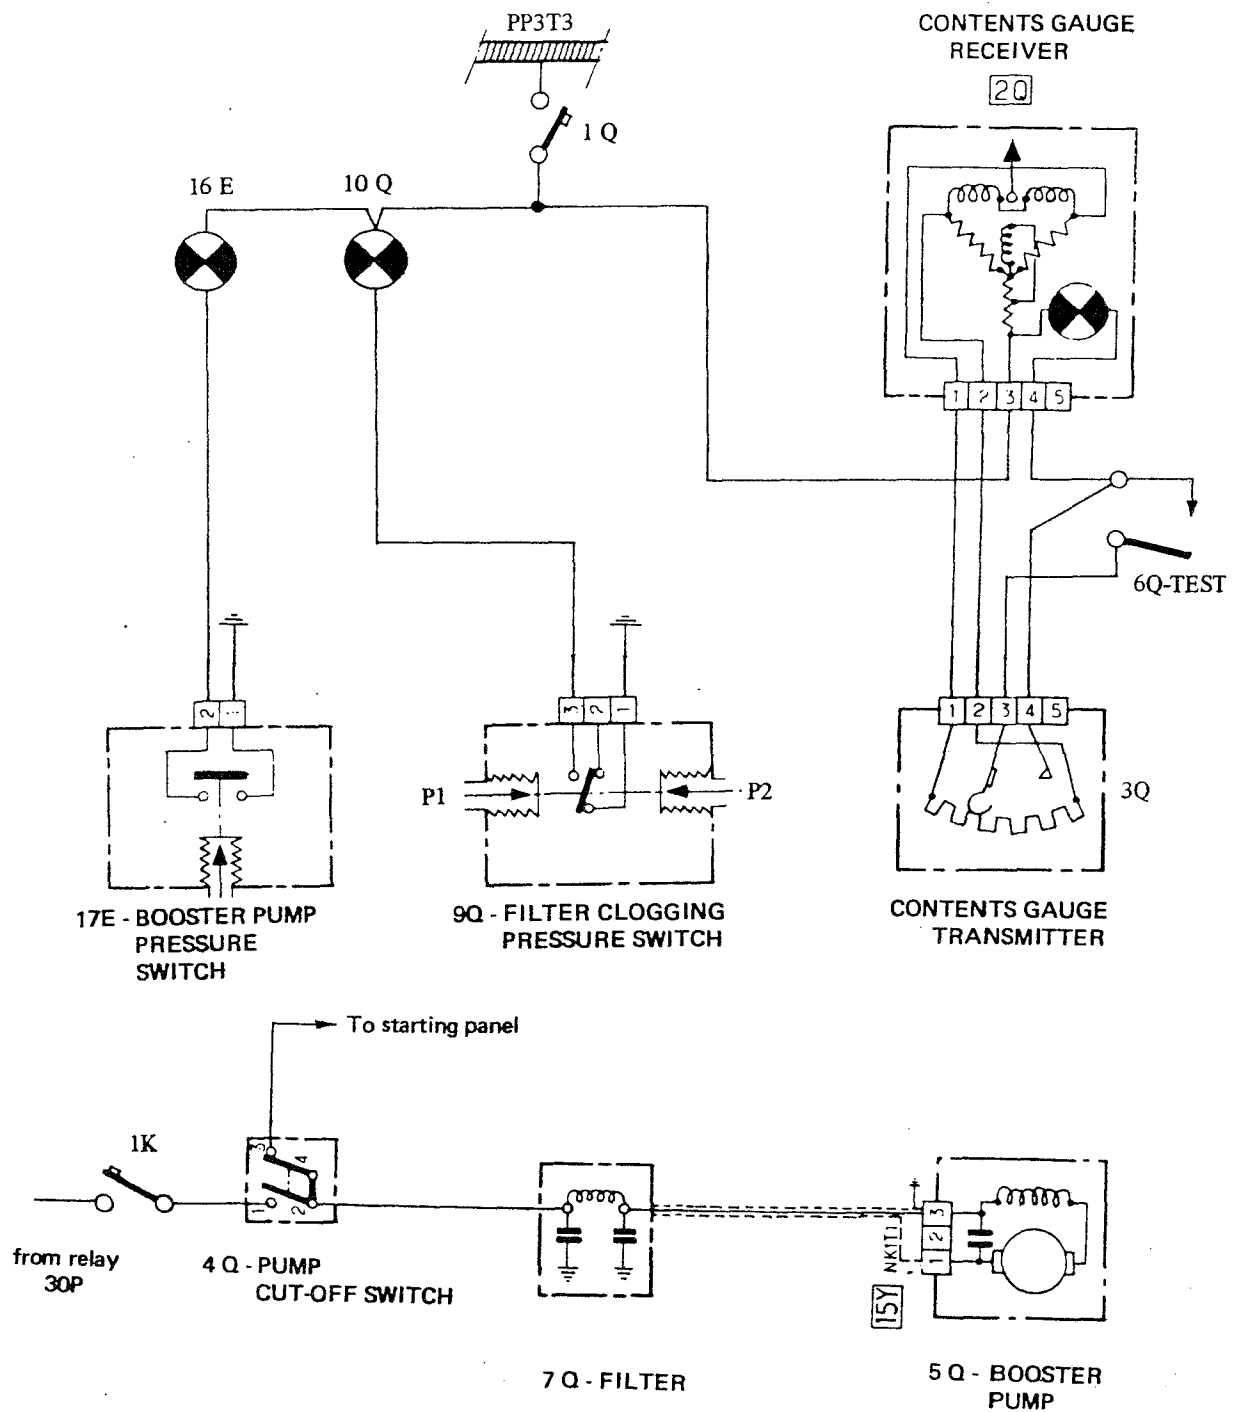 PP3T3
CONTENTS GAUGE
RECEIVER
2Q
1 Q
16 E
10 Q
1 2 3 4 5
6Q-TEST
2 1
3 2 1
1 2 3 4 5
P1
P2
3Q
17E - BOOSTER PUMP
PRESSURE
SWITCH
9Q - FILTER CLOGGING
PRESSURE SWITCH
CONTENTS GAUGE
TRANSMITTER
To starting panel
1K
3 4
1 2
from relay
30P
4 Q - PUMP
CUT-OFF SWITCH
7 Q - FILTER
3
2
1
NK1T1
15Y
5 Q - BOOSTER
PUMP